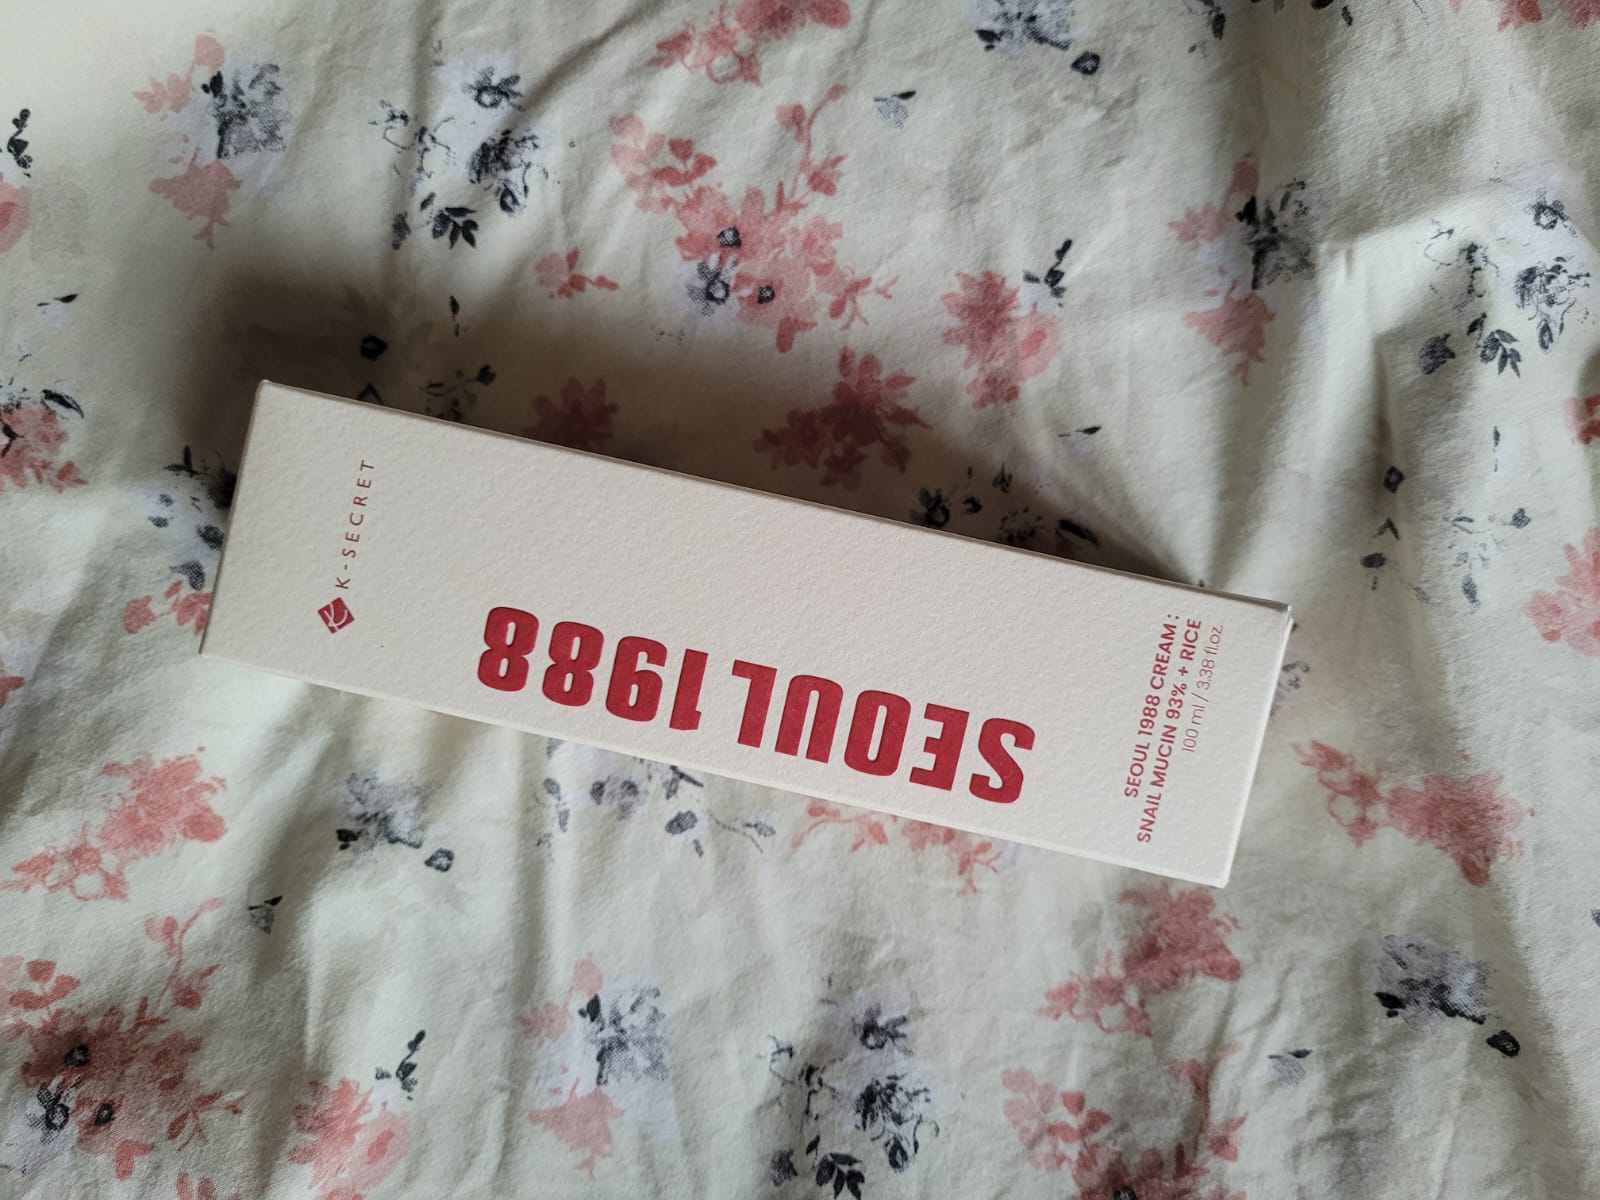 K-SECRET
SEOUL 1988
SEOUL 1988 CREAM :
SNAIL MUCIN 93% + RICE
100 ml / 3.38 fl.oz.